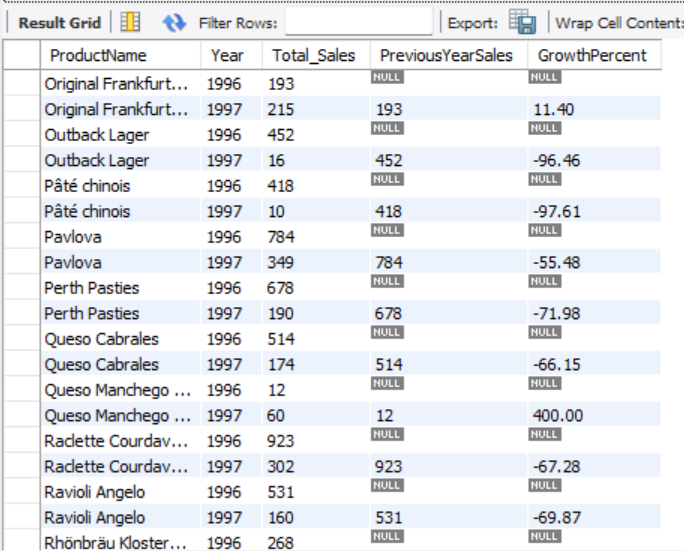 Result Grid Filter Rows: Export: Wrap Cell Content:
ProductName Year Total_Sales PreviousYearSales GrowthPercent
Original Frankfurt... 1996 193 NULL NULL
Original Frankfurt... 1997 215 193 11.40
Outback Lager 1996 452 NULL NULL
Outback Lager 1997 16 452 -96.46
Pâté chinois 1996 418 NULL NULL
Pâté chinois 1997 10 418 -97.61
Pavlova 1996 784 NULL NULL
Pavlova 1997 349 784 -55.48
Perth Pasties 1996 678 NULL NULL
Perth Pasties 1997 190 678 -71.98
Queso Cabrales 1996 514 NULL NULL
Queso Cabrales 1997 174 514 -66.15
Queso Manchego ... 1996 12 NULL NULL
Queso Manchego ... 1997 60 12 400.00
Raclette Courdav... 1996 923 NULL NULL
Raclette Courdav... 1997 302 923 -67.28
Ravioli Angelo 1996 531 NULL NULL
Ravioli Angelo 1997 160 531 -69.87
Rhönbräu Kloster... 1996 268 NULL NULL